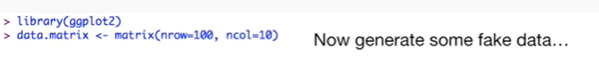 > library(ggplot2)
> data.matrix <- matrix(nrow=100, ncol=10)
Now generate some fake data…